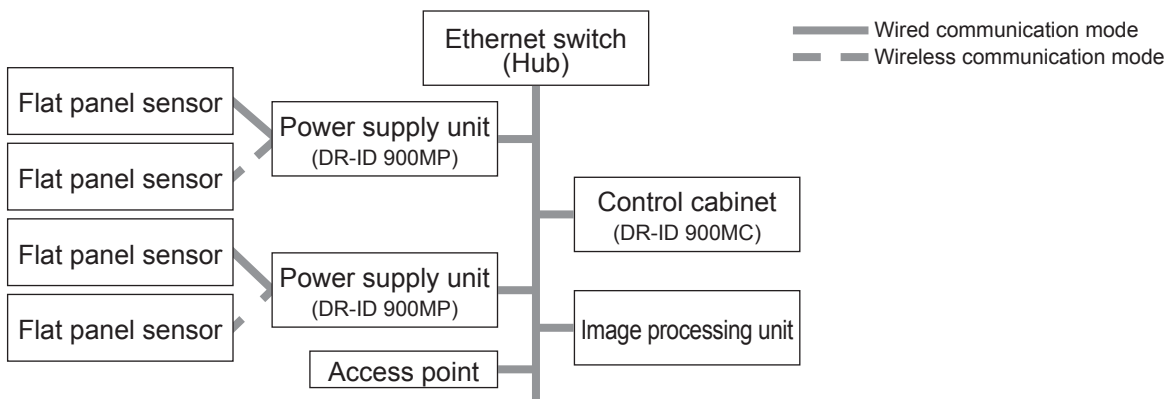 Ethernet switch
(Hub)
Wired communication mode
Wireless communication mode
Flat panel sensor
Flat panel sensor
Power supply unit
(DR-ID 900MP)
Control cabinet
(DR-ID 900MC)
Flat panel sensor
Flat panel sensor
Power supply unit
(DR-ID 900MP)
Image processing unit
Access point